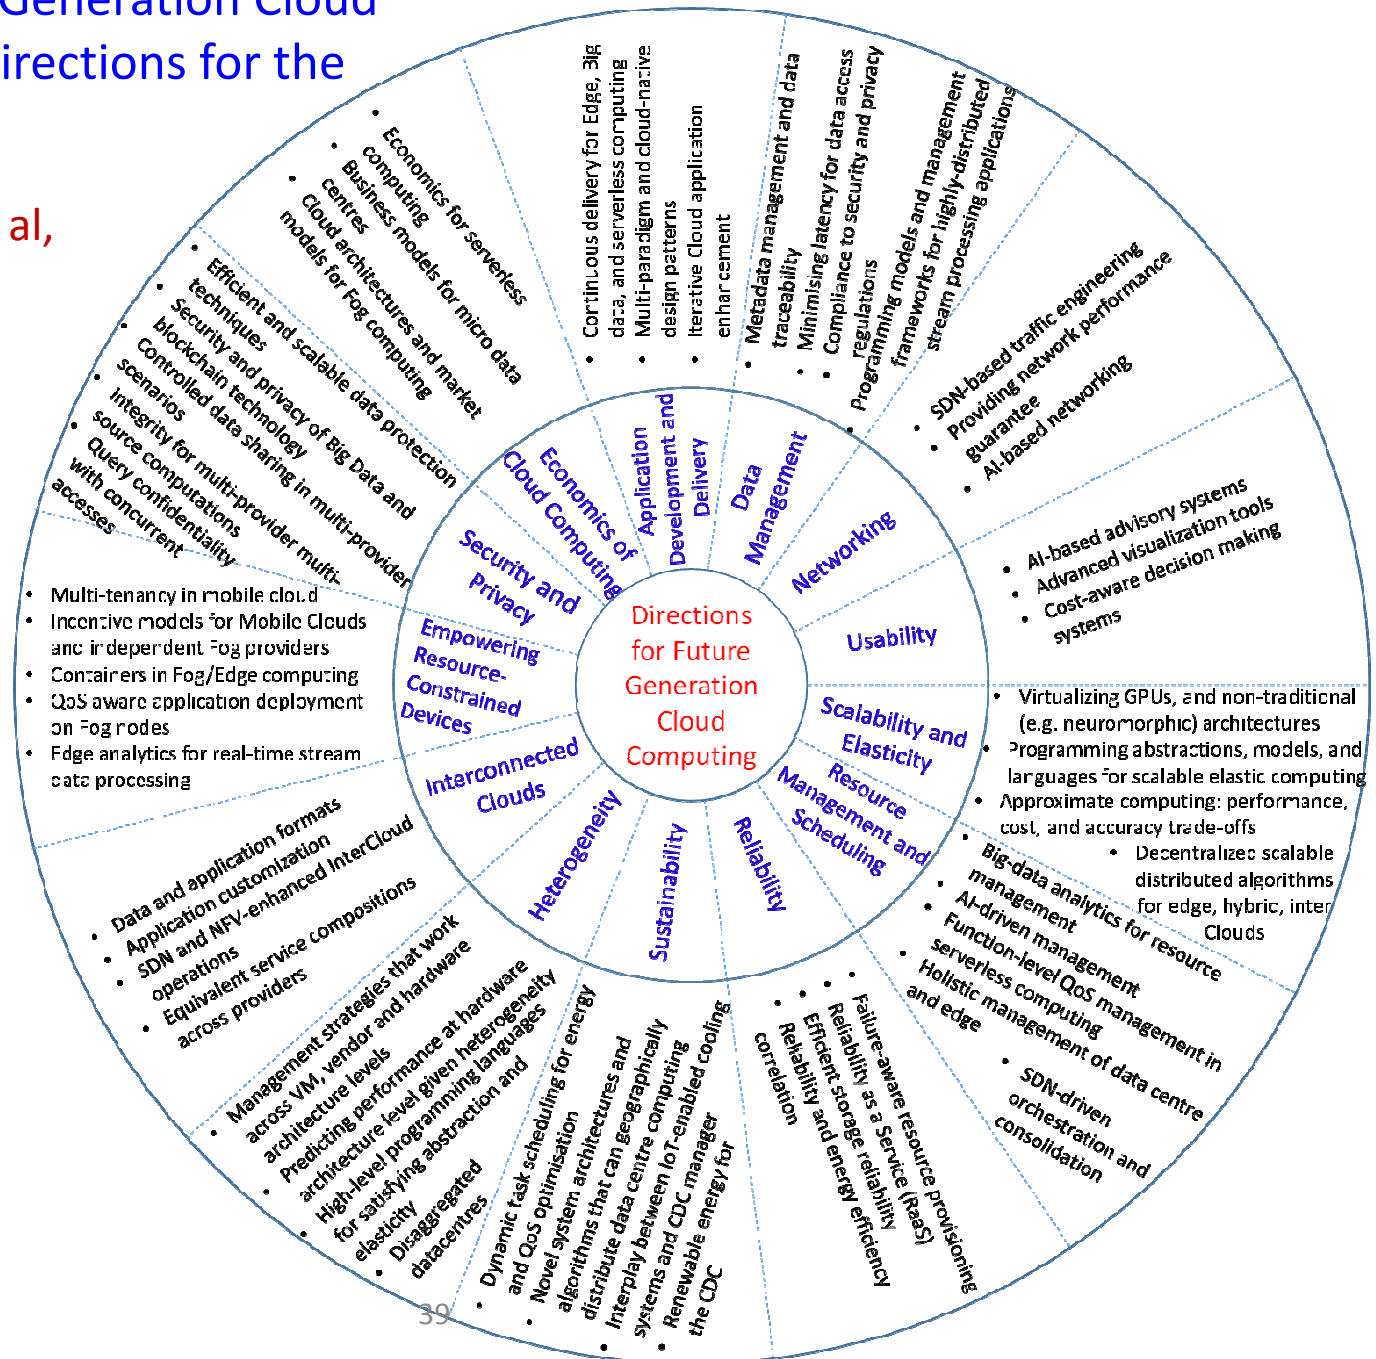 Generation Cloud
irections for the
al,
Directions
for Future
Generation
Cloud
Computing
Application
Development and
Delivery
• Continuous delivery for Edge, Big
data, and serverless computing
• Multi-paradigm and cloud-native
design patterns
• Iterative Cloud application
enhancement
Data
Management
• Metadata management and data
traceability
• Minimising latency for data access
• Compliance to security and privacy
regulations
• Programming models and management
frameworks for highly-distributed
stream processing applications
Networking
• SDN-based traffic engineering
• Providing network performance
guarantee
• AI-based networking
Usability
• AI-based advisory systems
• Advanced visualization tools
• Cost-aware decision making
systems
Scalability and
Elasticity
• Virtualizing GPUs, and non-traditional
(e.g. neuromorphic) architectures
• Programming abstractions, models, and
languages for scalable elastic computing
• Approximate computing: performance,
cost, and accuracy trade-offs
• Decentralized scalable
distributed algorithms
for edge, hybric, inter
Clouds
Resource
Management and
Scheduling
• Big-data analytics for resource
management
• AI-driven management
• Function-level QoS management in
serverless computing
• Holistic management of data centre
and edge
• SDN-driven
orchestration and
consolidation
Reliability
• Failure-aware resource provisioning
• Reliability as a Service (RaaS)
• Efficient storage reliability
• Reliability and energy efficiency
correlation
Sustainability
• Dynamic task scheduling for energy
and QoS optimisation
• Novel system architectures and
algorithms that can geographically
distribute data centre computing
• Interplay between IoT-enabled cooling
systems and CDC manager
• Renewable energy for
the CDC
Heterogeneity
• Management strategies that work
across VM, vendor and hardware
architecture levels
• Predicting performance at hardware
architecture level given heterogeneity
• High-level programming languages
for satisfying abstraction and
elasticity
• Disaggregated
datacentres
Interconnected
Clouds
• Data and application formats
• Application customization
• SDN and NFV-enhanced InterCloud
operations
• Equivalent service compositions
across providers
Empowering
Resource-
Constrained
Devices
• Multi-tenancy in mobile cloud
• Incentive models for Mobile Clouds
and independent Fog providers
• Containers in Fog/Edge computing
• QoS aware application deployment
on Fog nodes
• Edge analytics for real-time stream
data processing
Security and
Privacy
• Efficient and scalable data protection
techniques
• Security and privacy of Big Data and
blockchain technology
• Controlled data sharing in multi-provider
scenarios
• Integrity for multi-provider multi-
source computations
• Query confidentiality
with concurrent
accesses
Economics of
Cloud Computing
• Economics for serverless
computing
• Business models for micro data
centres
• Cloud architectures and market
models for Fog computing
39